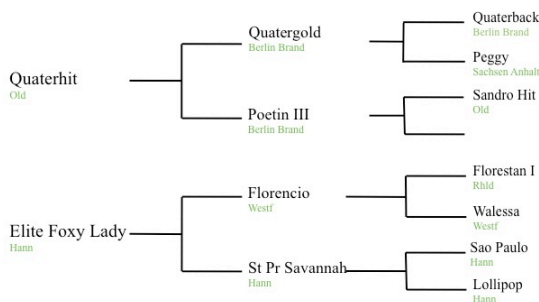 Quaterhit
Old
Quatergold
Berlin Brand
Quaterback
Berlin Brand
Peggy
Sachsen Anhalt
Poetin III
Berlin Brand
Sandro Hit
Old
Elite Foxy Lady
Hann
Florencio
Westf
Florestan I
Rhld
Walessa
Westf
St Pr Savannah
Hann
Sao Paulo
Hann
Lollipop
Hann